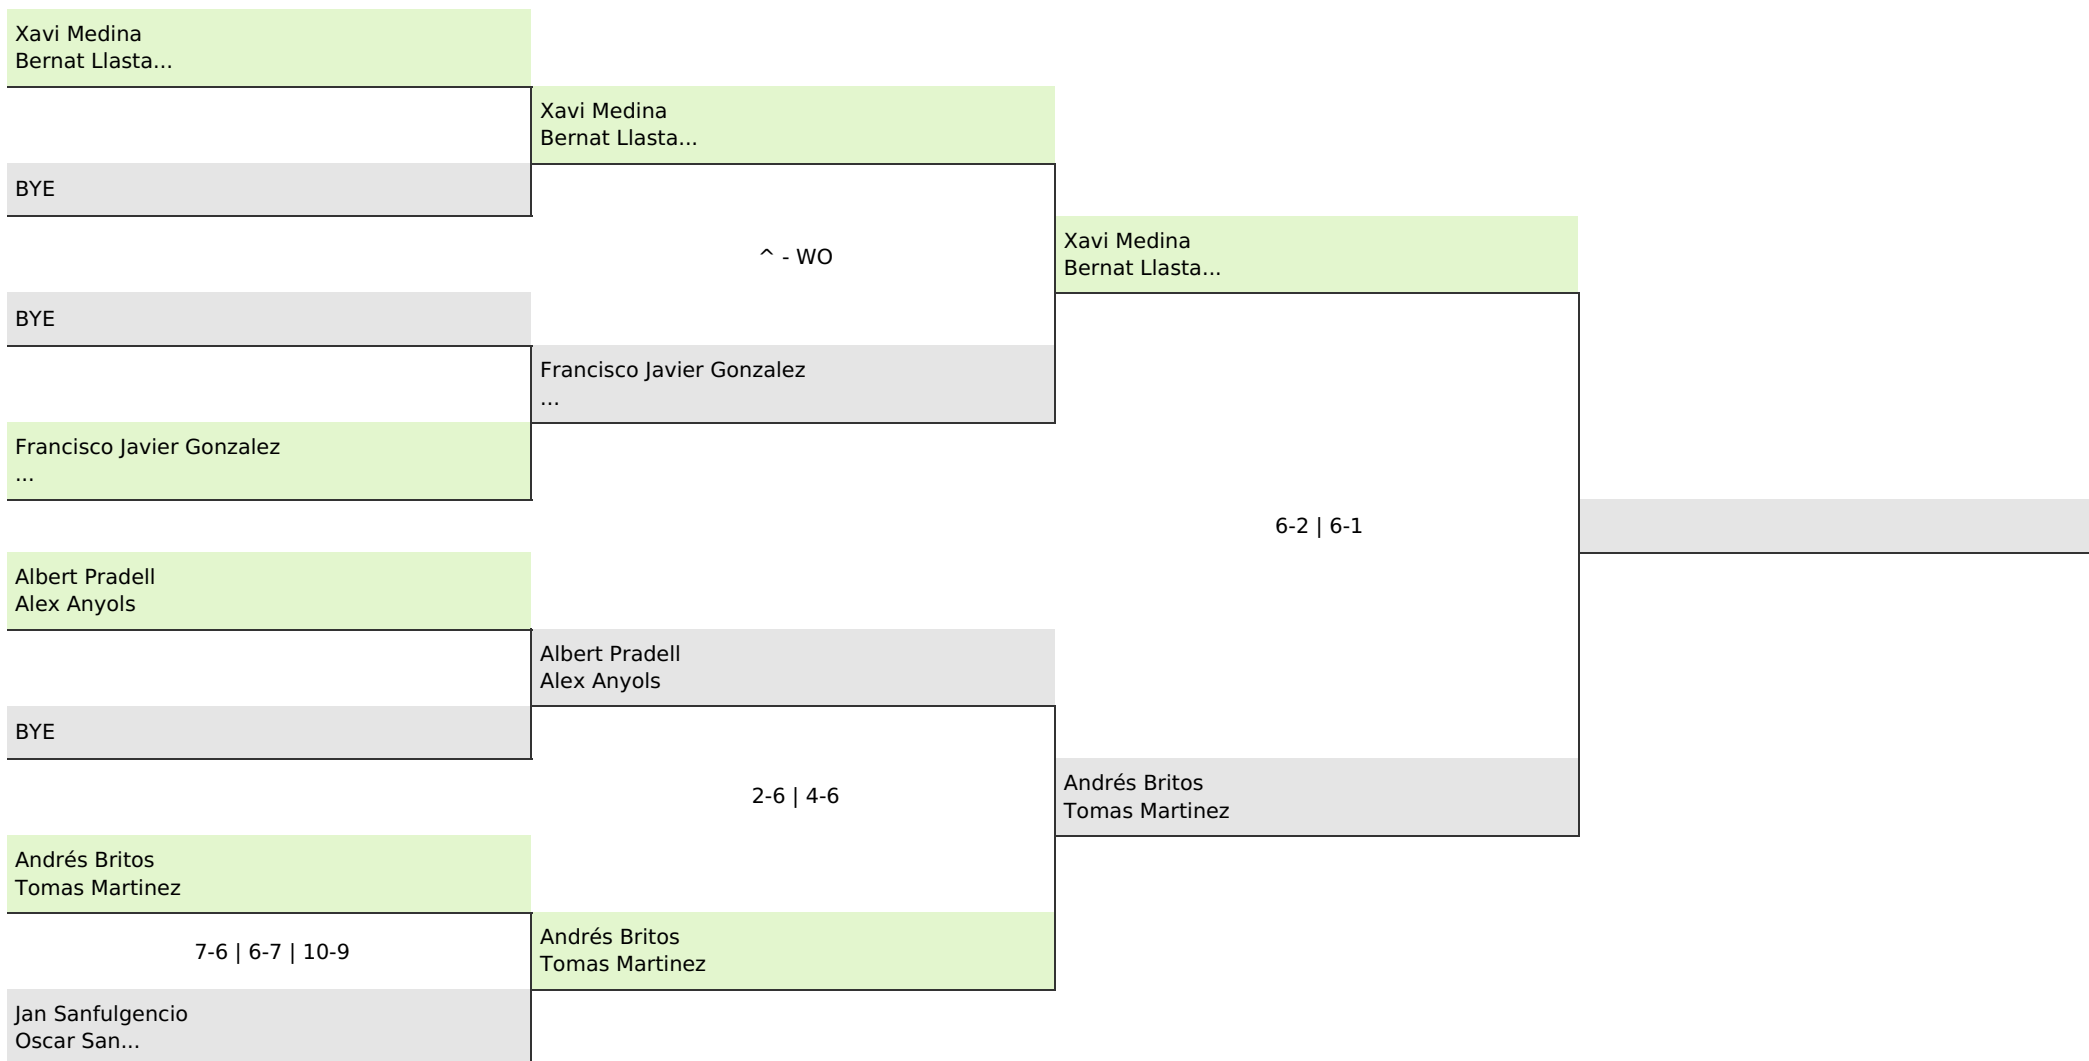 Xavi Medina
Bernat Llasta...
Xavi Medina
Bernat Llasta...
BYE
^ - WO
Xavi Medina
Bernat Llasta...
BYE
Francisco Javier Gonzalez
...
Francisco Javier Gonzalez
...
6-2 | 6-1
Albert Pradell
Alex Anyols
Albert Pradell
Alex Anyols
BYE
2-6 | 4-6
Andrés Britos
Tomas Martinez
Andrés Britos
Tomas Martinez
7-6 | 6-7 | 10-9
Andrés Britos
Tomas Martinez
Jan Sanfulgencio
Oscar San...